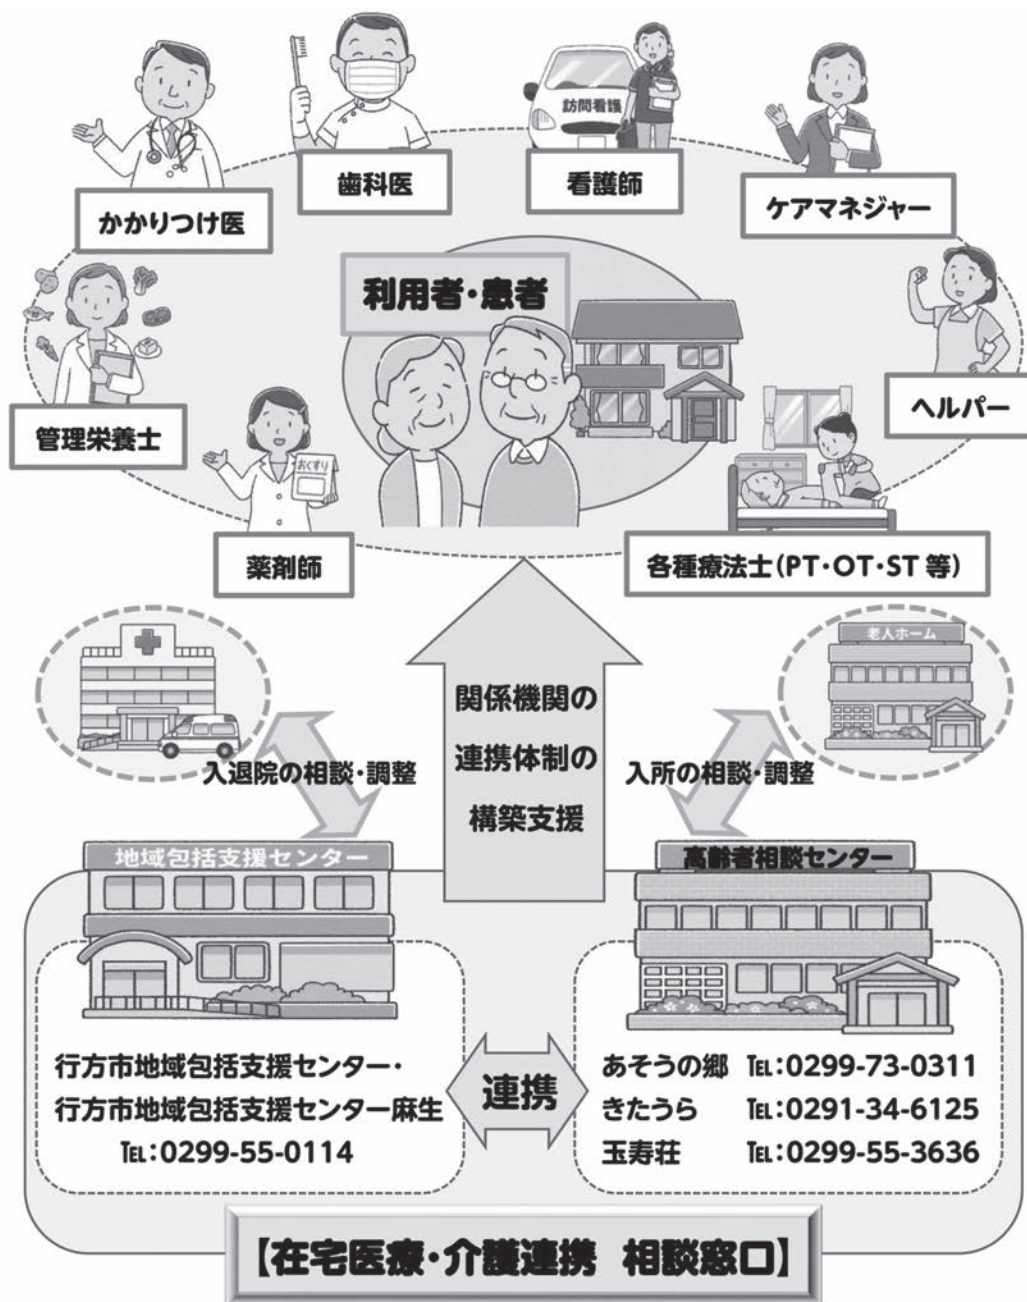 訪問看護
歯科医
看護師
かかりつけ医
ケアマネジャー
利用者・患者
ヘルパー
管理栄養士
おくすり
薬剤師
各種療法士(PT・OT・ST 等)
老人ホーム
関係機関の
連携体制の
構築支援
入退院の相談・調整
入所の相談・調整
地域包括支援センター
高齢者相談センター
行方市地域包括支援センター・
行方市地域包括支援センター麻生
TEL:0299-55-0114
連携
あそうの郷 TEL:0299-73-0311
きたうら TEL:0291-34-6125
玉寿荘 TEL:0299-55-3636
【在宅医療・介護連携 相談窓口】